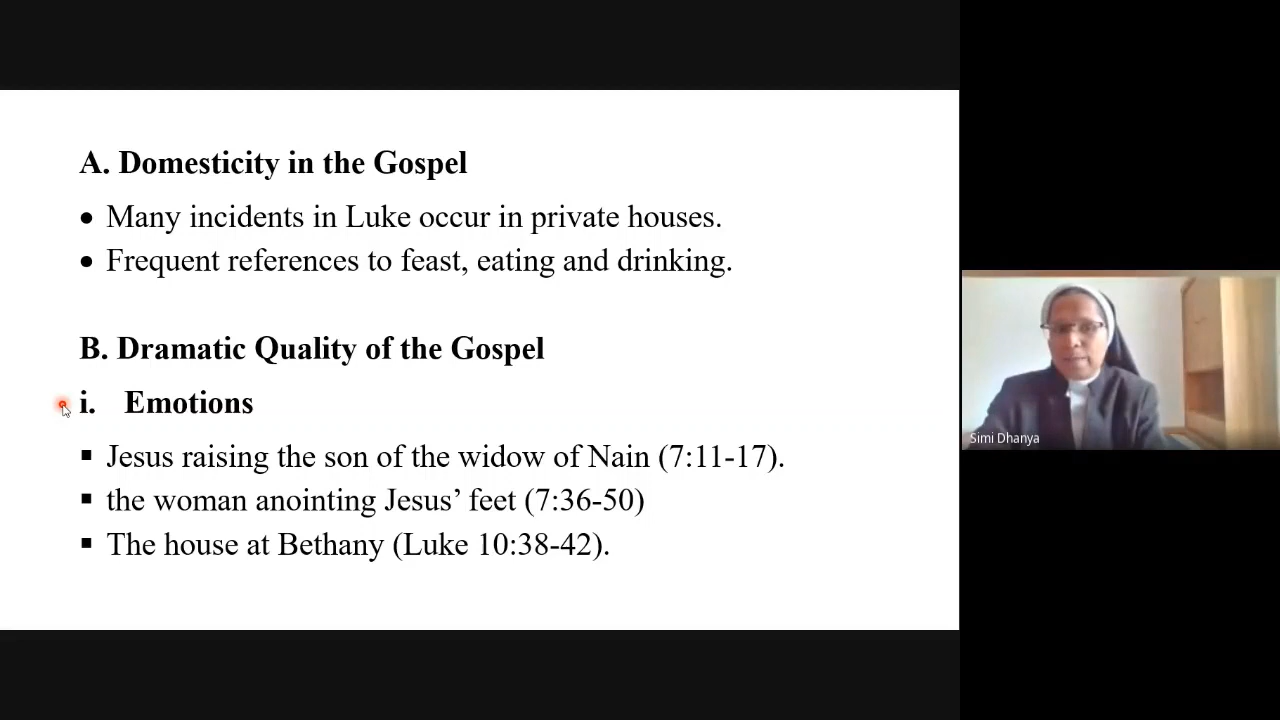 A. Domesticity in the Gospel
• Many incidents in Luke occur in private houses.
• Frequent references to feast, eating and drinking.
B. Dramatic Quality of the Gospel
i. Emotions
▪ Jesus raising the son of the widow of Nain (7:11-17).
▪ the woman anointing Jesus’ feet (7:36-50)
▪ The house at Bethany (Luke 10:38-42).
Simi Dhanya